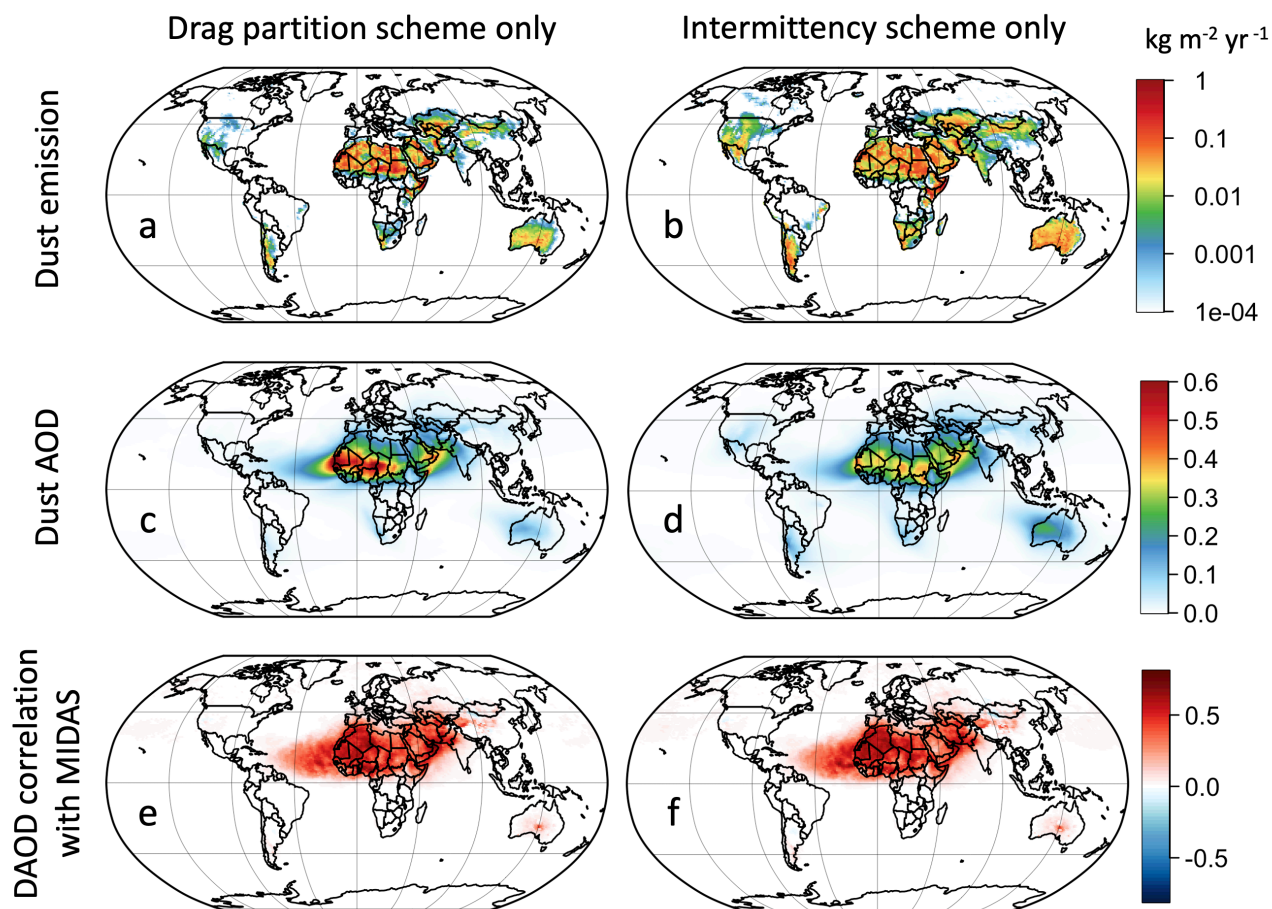 Drag partition scheme only
Intermittency scheme only
kg m⁻² yr⁻¹
Dust emission
a
b
1
0.1
0.01
0.001
1e-04
Dust AOD
c
d
0.6
0.5
0.4
0.3
0.2
0.1
0.0
DAOD correlation
with MIDAS
e
f
0.5
0.0
-0.5